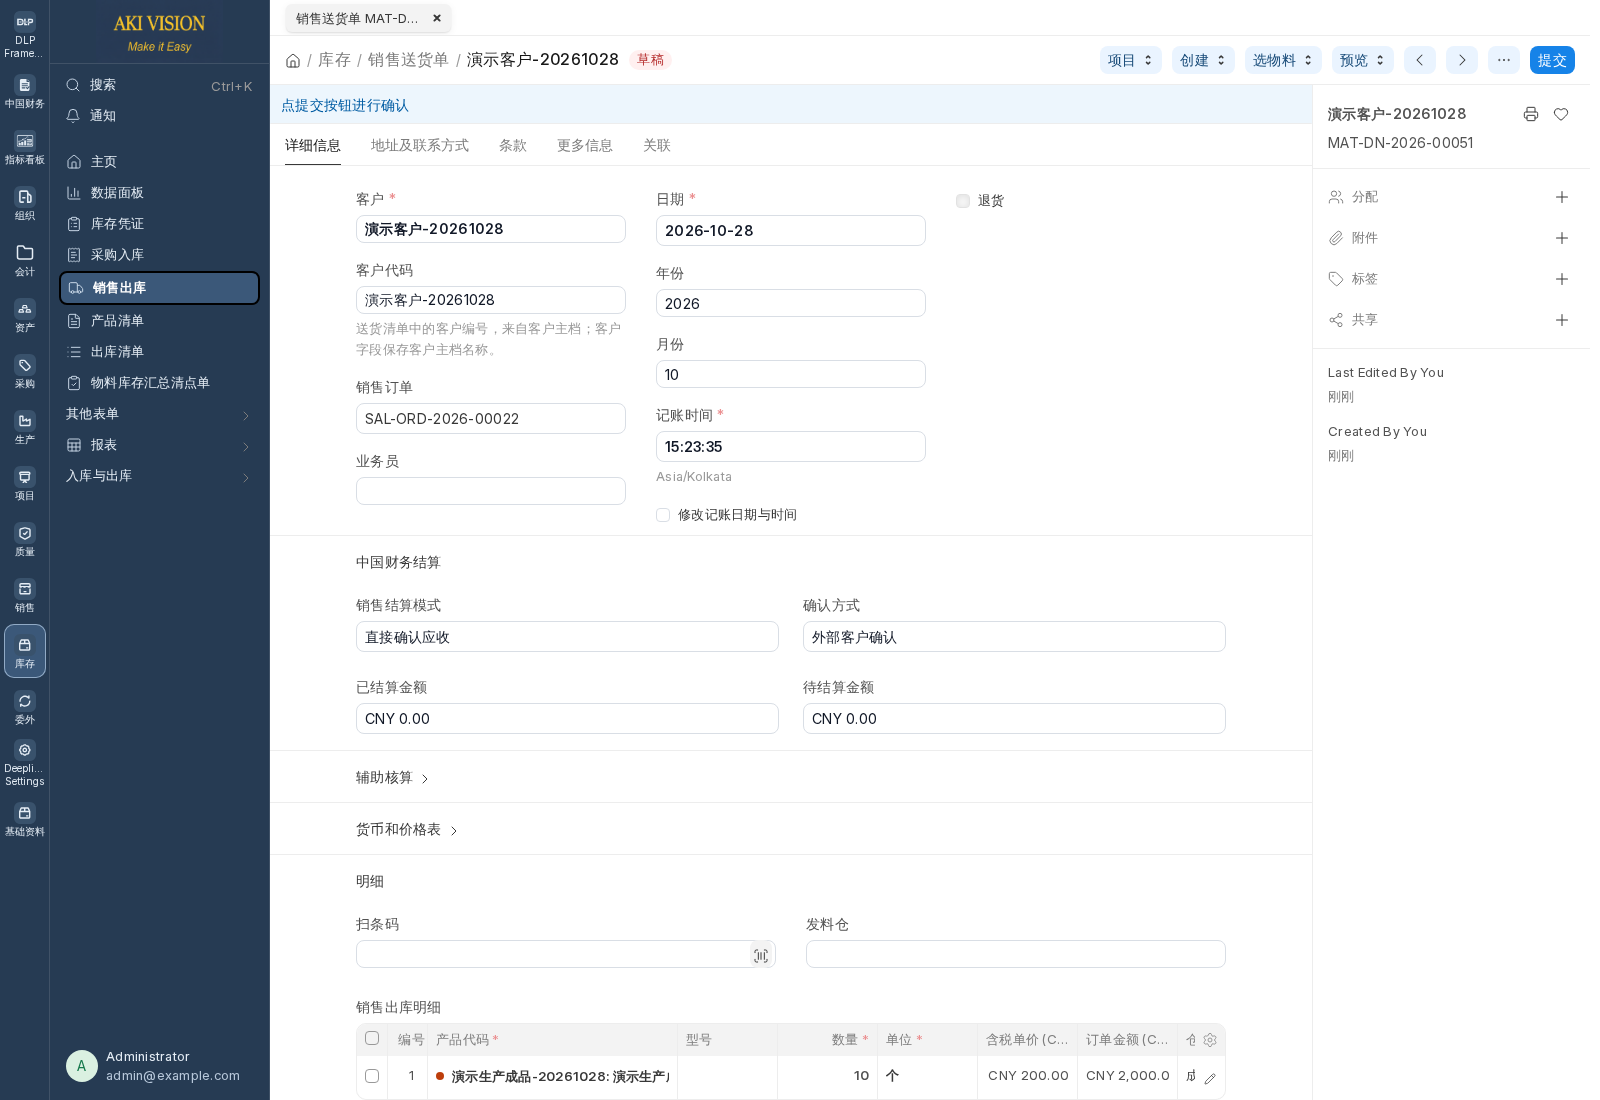 DLP
DLP
Frame...
中国财务
指标看板
组织
会计
资产
采购
生产
项目
质量
销售
库存
委外
Deepli...
Settings
基础资料
AKI VISION
Make it Easy
搜索 Ctrl+K
通知
主页
数据面板
库存凭证
采购入库
销售出库
产品清单
出库清单
物料库存汇总清点单
其他表单
报表
入库与出库
A
Administrator
admin@example.com
销售送货单 MAT-D... ×
/ 库存 / 销售送货单 / 演示客户-20261028 草稿
项目 创建 选物料 预览 ··· 提交
点提交按钮进行确认
详细信息 地址及联系方式 条款 更多信息 关联
客户 *
演示客户-20261028
客户代码
演示客户-20261028
送货清单中的客户编号，来自客户主档；客户
字段保存客户主档名称。
销售订单
SAL-ORD-2026-00022
业务员
日期 *
2026-10-28
年份
2026
月份
10
记账时间 *
15:23:35
Asia/Kolkata
修改记账日期与时间
退货
中国财务结算
销售结算模式
直接确认应收
确认方式
外部客户确认
已结算金额
CNY 0.00
待结算金额
CNY 0.00
辅助核算
货币和价格表
明细
扫条码
发料仓
销售出库明细
编号 产品代码 * 型号 数量 * 单位 * 含税单价 (C... 订单金额 (C...
1 演示生产成品-20261028: 演示生产 10 个 CNY 200.00 CNY 2,000.0
演示客户-20261028
MAT-DN-2026-00051
分配
附件
标签
共享
Last Edited By You
刚刚
Created By You
刚刚